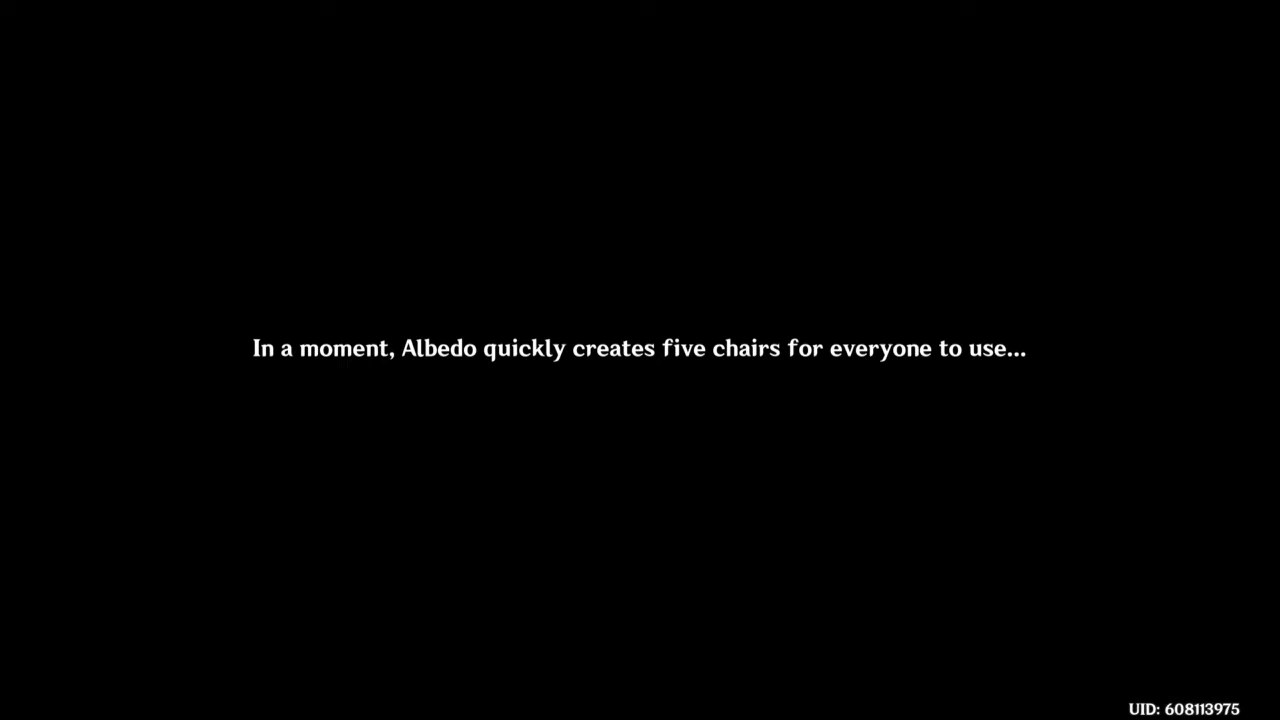 In a moment, Albedo quickly creates five chairs for everyone to use...
UID: 608113975